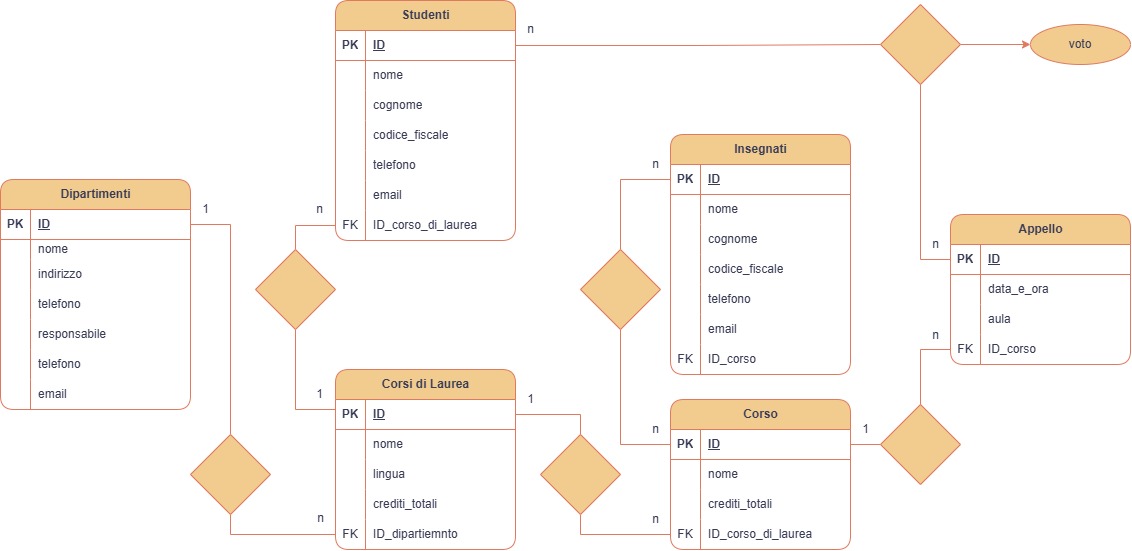 Studenti
PK ID
nome
cognome
codice_fiscale
telefono
email
FK ID_corso_di_laurea
n
n
voto
Dipartimenti
PK ID
nome
indirizzo
telefono
responsabile
telefono
email
1
n
Insegnati
PK ID
nome
cognome
codice_fiscale
telefono
email
FK ID_corso
n
n
Appello
PK ID
data_e_ora
aula
FK ID_corso
n
n
Corsi di Laurea
PK ID
nome
lingua
crediti_totali
FK ID_dipartiemnto
1
1
Corso
PK ID
nome
crediti_totali
FK ID_corso_di_laurea
n
1